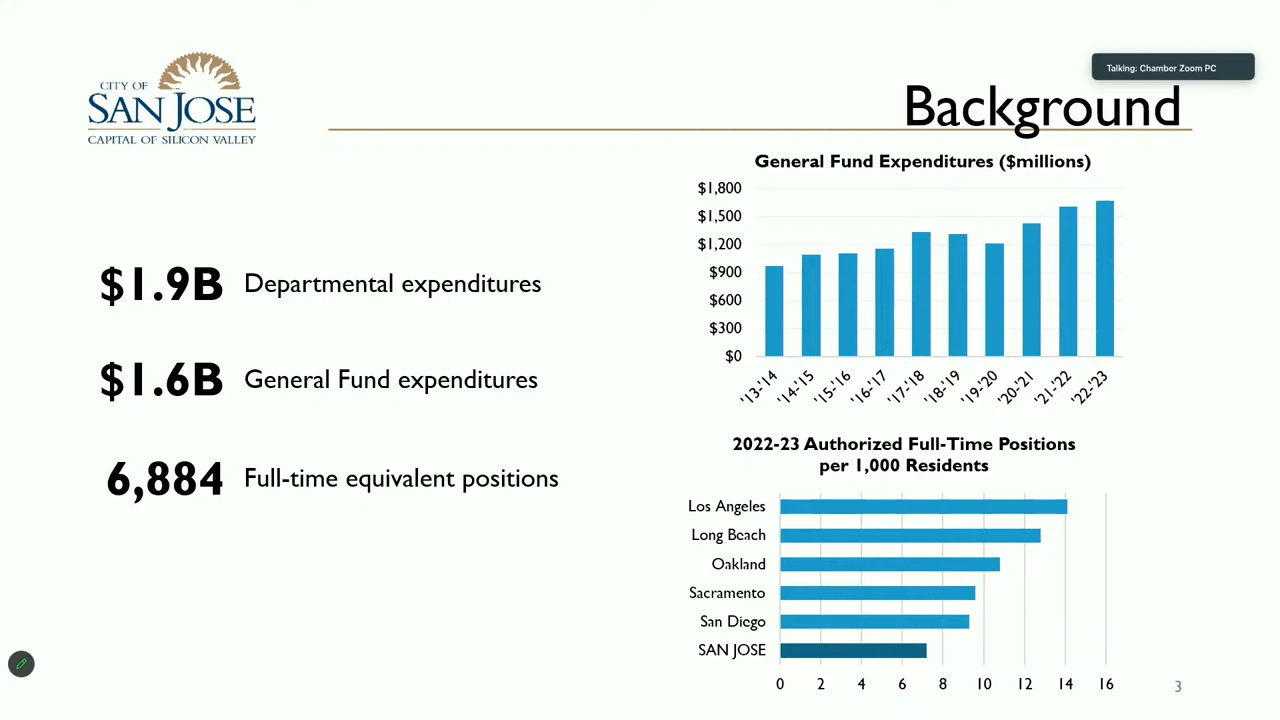 Talking: Chamber Zoom PC
CITY OF
SAN JOSE
CAPITAL OF SILICON VALLEY
Background
$1.9B Departmental expenditures
$1.6B General Fund expenditures
6,884 Full-time equivalent positions
General Fund Expenditures ($millions)
$1,800
$1,500
$1,200
$900
$600
$300
$0
'13-'14 '14-'15 '15-'16 '16-'17 '17-'18 '18-'19 '19-'20 '20-'21 '21-'22 '22-'23
2022-23 Authorized Full-Time Positions
per 1,000 Residents
Los Angeles
Long Beach
Oakland
Sacramento
San Diego
SAN JOSE
0 2 4 6 8 10 12 14 16
3